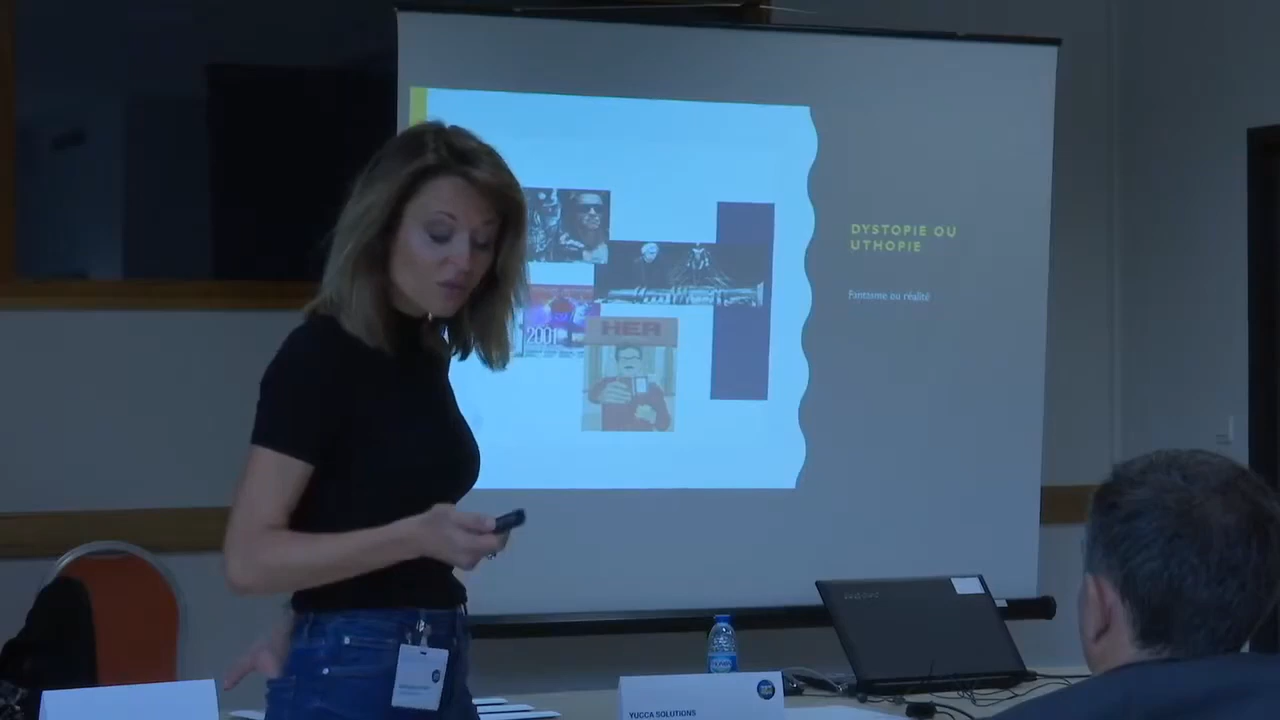 DYSTOPIE OU
UTHOPIE
Fantasme ou réalité
2001
HER
YUCCA SOLUTIONS